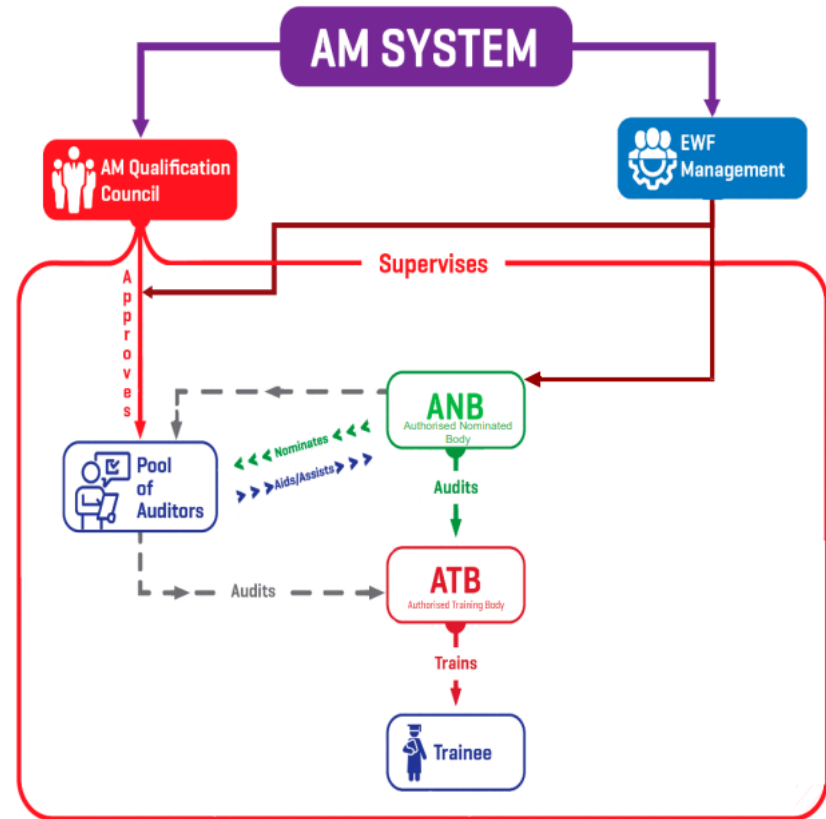 AM SYSTEM
AM Qualification
Council
EWF
Management
Supervises
Approves
ANB
Authorised Nominated
Body
Nominates
Aids/Assists
Pool
of
Auditors
Audits
ATB
Authorised Training Body
Audits
Trains
Trainee